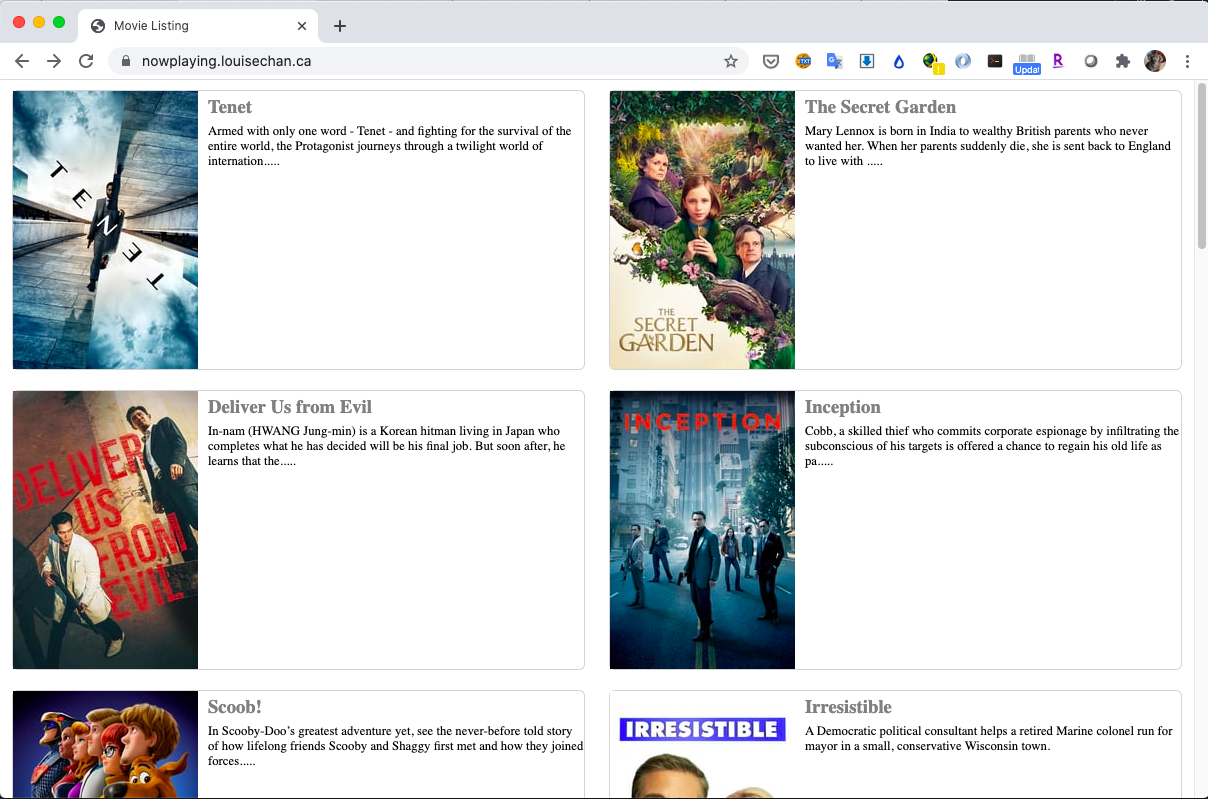 Movie Listing
nowplaying.louisechan.ca
TXT
Updat
R
Tenet
Armed with only one word - Tenet - and fighting for the survival of the
entire world, the Protagonist journeys through a twilight world of
internation.....
TENET
The Secret Garden
Mary Lennox is born in India to wealthy British parents who never
wanted her. When her parents suddenly die, she is sent back to England
to live with .....
THE
SECRET
GARDEN
Deliver Us from Evil
In-nam (HWANG Jung-min) is a Korean hitman living in Japan who
completes what he has decided will be his final job. But soon after, he
learns that the.....
DELIVER
US
FROM
EVIL
Inception
Cobb, a skilled thief who commits corporate espionage by infiltrating the
subconscious of his targets is offered a chance to regain his old life as
pa.....
INCEPTION
Scoob!
In Scooby-Doo’s greatest adventure yet, see the never-before told story
of how lifelong friends Scooby and Shaggy first met and how they joined
forces.....
Irresistible
A Democratic political consultant helps a retired Marine colonel run for
mayor in a small, conservative Wisconsin town.
IRRESISTIBLE